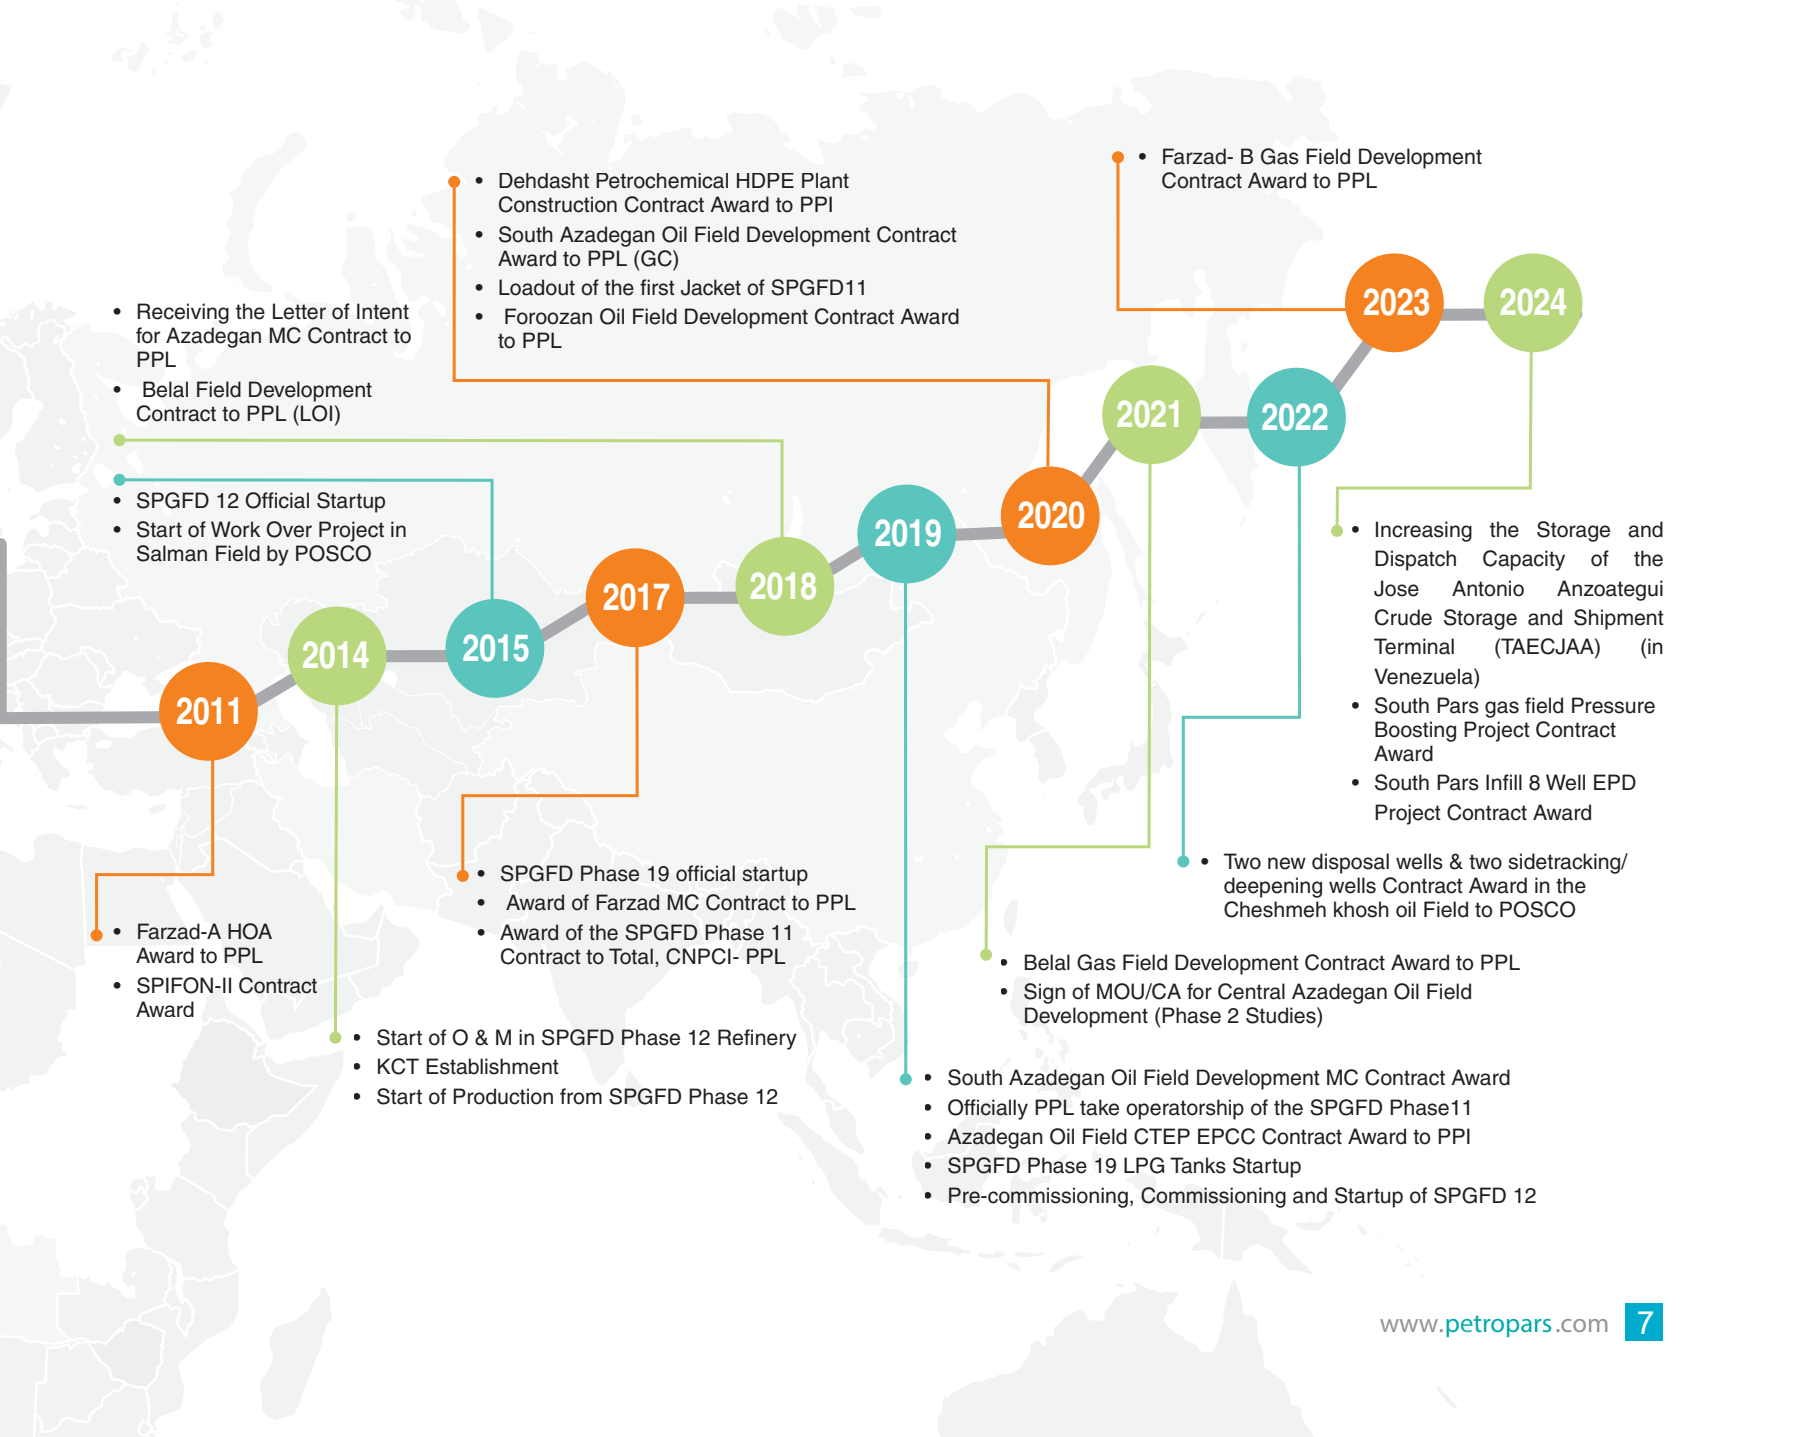 • Farzad- B Gas Field Development
Contract Award to PPL
• Dehdasht Petrochemical HDPE Plant
Construction Contract Award to PPI
• South Azadegan Oil Field Development Contract
Award to PPL (GC)
• Loadout of the first Jacket of SPGFD11
• Foroozan Oil Field Development Contract Award
to PPL
• Receiving the Letter of Intent
for Azadegan MC Contract to
PPL
• Belal Field Development
Contract to PPL (LOI)
• SPGFD 12 Official Startup
• Start of Work Over Project in
Salman Field by POSCO
2011
2014
2015
2017
2018
2019
2020
2021
2022
2023
2024
• Increasing the Storage and
Dispatch Capacity of the
Jose Antonio Anzoategui
Crude Storage and Shipment
Terminal (TAECJAA) (in
Venezuela)
• South Pars gas field Pressure
Boosting Project Contract
Award
• South Pars Infill 8 Well EPD
Project Contract Award
• Two new disposal wells & two sidetracking/
deepening wells Contract Award in the
Cheshmeh khosh oil Field to POSCO
• SPGFD Phase 19 official startup
• Award of Farzad MC Contract to PPL
• Award of the SPGFD Phase 11
Contract to Total, CNPCI- PPL
• Farzad-A HOA
Award to PPL
• SPIFON-II Contract
Award
• Belal Gas Field Development Contract Award to PPL
• Sign of MOU/CA for Central Azadegan Oil Field
Development (Phase 2 Studies)
• Start of O & M in SPGFD Phase 12 Refinery
• KCT Establishment
• Start of Production from SPGFD Phase 12
• South Azadegan Oil Field Development MC Contract Award
• Officially PPL take operatorship of the SPGFD Phase11
• Azadegan Oil Field CTEP EPCC Contract Award to PPI
• SPGFD Phase 19 LPG Tanks Startup
• Pre-commissioning, Commissioning and Startup of SPGFD 12
www.petropars.com 7